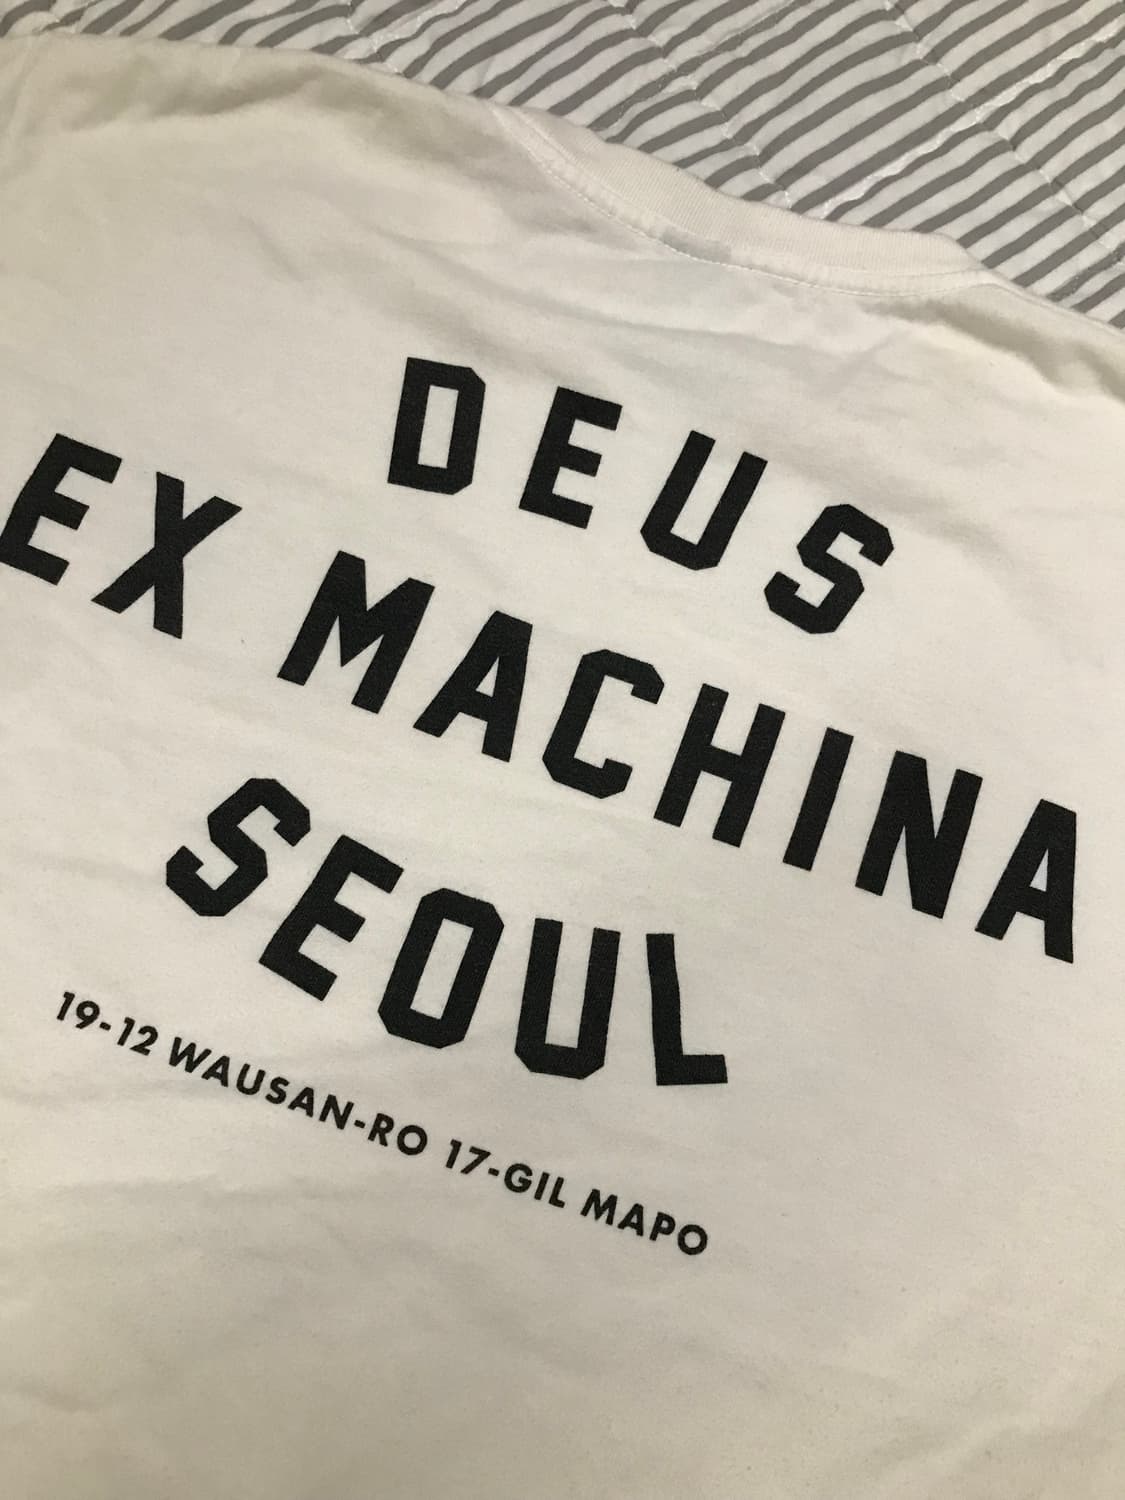 DEUS
EX MACHINA
SEOUL
19-12 WAUSAN-RO 17-GIL MAPO